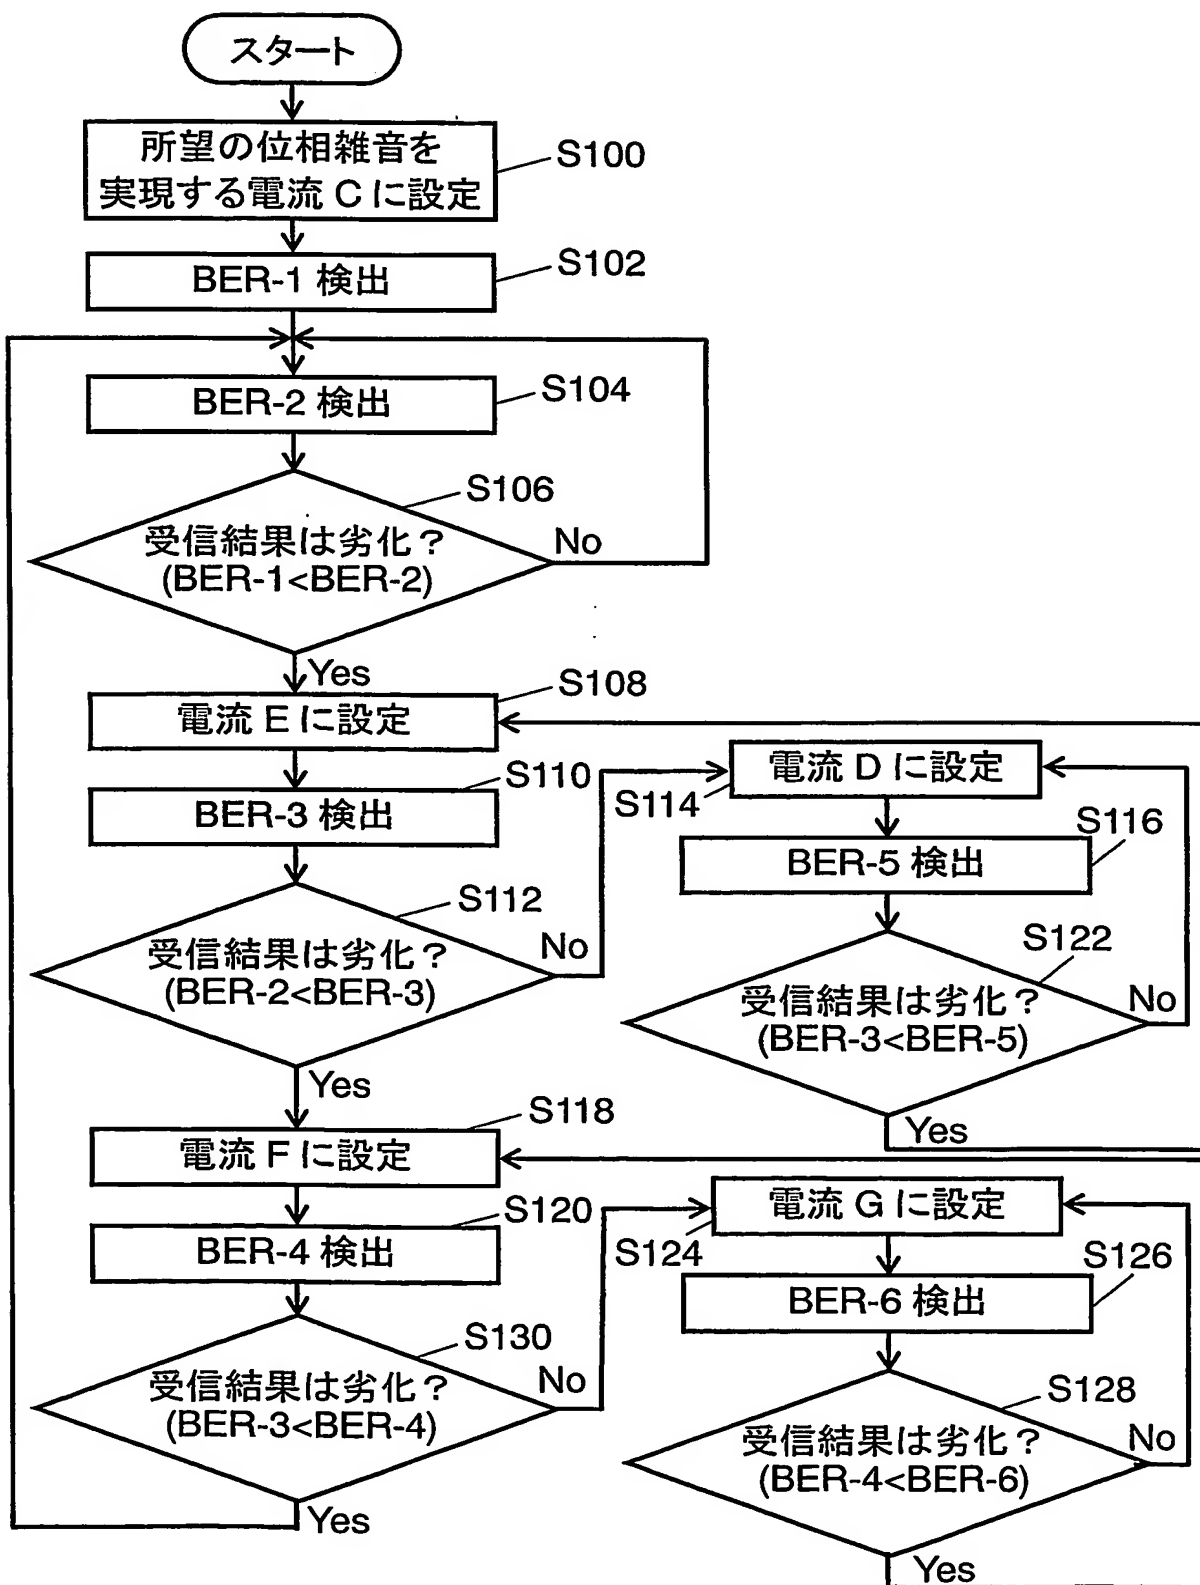 スタート
所望の位相雑音を
実現する電流 C に設定
S100
BER-1 検出
S102
BER-2 検出
S104
S106
受信結果は劣化？
(BER-1<BER-2)
No
Yes
S108
電流 E に設定
S110
BER-3 検出
S112
受信結果は劣化？
(BER-2<BER-3)
No
Yes
電流 D に設定
S114
S116
BER-5 検出
S122
受信結果は劣化？
(BER-3<BER-5)
No
Yes
S118
電流 F に設定
S120
BER-4 検出
S130
受信結果は劣化？
(BER-3<BER-4)
No
Yes
電流 G に設定
S124
S126
BER-6 検出
S128
受信結果は劣化？
(BER-4<BER-6)
No
Yes